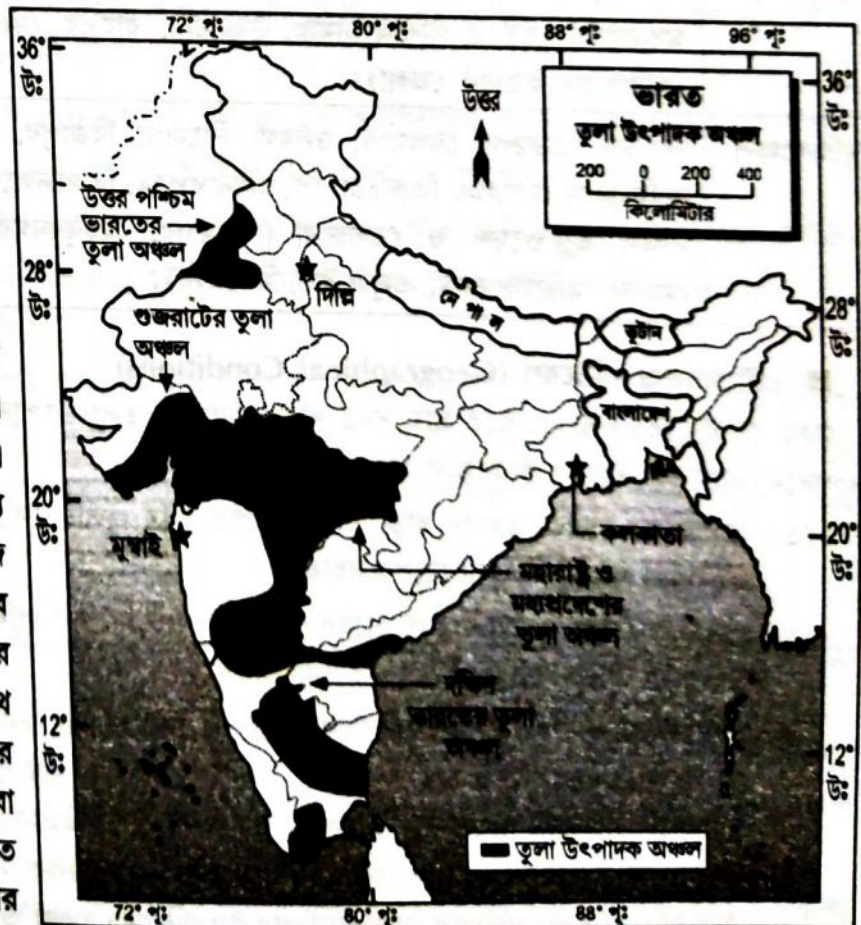 72° পূঃ 80° পূঃ 88° পূঃ 96° পূঃ
36°
উঃ
36°
উঃ
ভারত
তুলা উৎপাদক অঞ্চল
200 0 200 400
কিলোমিটার
উত্তর
উত্তর পশ্চিম
ভারতের
তুলা অঞ্চল
28°
উঃ
দিল্লি
নেপাল
ভুটান
28°
উঃ
গুজরাটের তুলা
অঞ্চল
বাংলাদেশ
20°
উঃ
20°
উঃ
মুম্বাই
কলকাতা
মহারাষ্ট্র ও
মধ্যপ্রদেশের
তুলা অঞ্চল
দক্ষিণ
ভারতের তুলা
অঞ্চল
12°
উঃ
12°
উঃ
তুলা উৎপাদক অঞ্চল
72° পূঃ 80° পূঃ 88° পূঃ